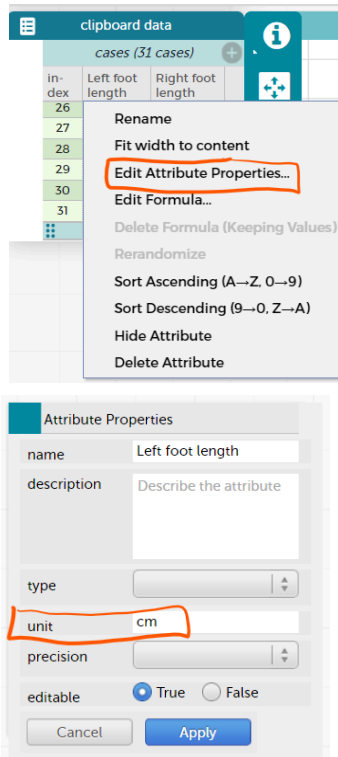 clipboard data
cases (31 cases)
in-
dex
Left foot
length
Right foot
length
26
27
28
29
30
31
Rename
Fit width to content
Edit Attribute Properties...
Edit Formula...
Delete Formula (Keeping Values)
Rerandomize
Sort Ascending (A→Z, 0→9)
Sort Descending (9→0, Z→A)
Hide Attribute
Delete Attribute
Attribute Properties
name Left foot length
description Describe the attribute
type
unit cm
precision
editable True False
Cancel Apply